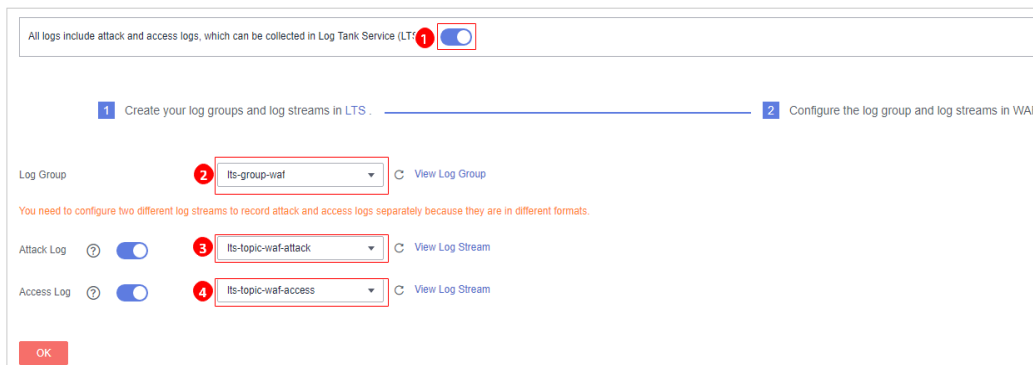 All logs include attack and access logs, which can be collected in Log Tank Service (LTS
1
1 Create your log groups and log streams in LTS .
2 Configure the log group and log streams in WAF
Log Group 2 lts-group-waf View Log Group
You need to configure two different log streams to record attack and access logs separately because they are in different formats.
Attack Log ? 3 lts-topic-waf-attack View Log Stream
Access Log ? 4 lts-topic-waf-access View Log Stream
OK